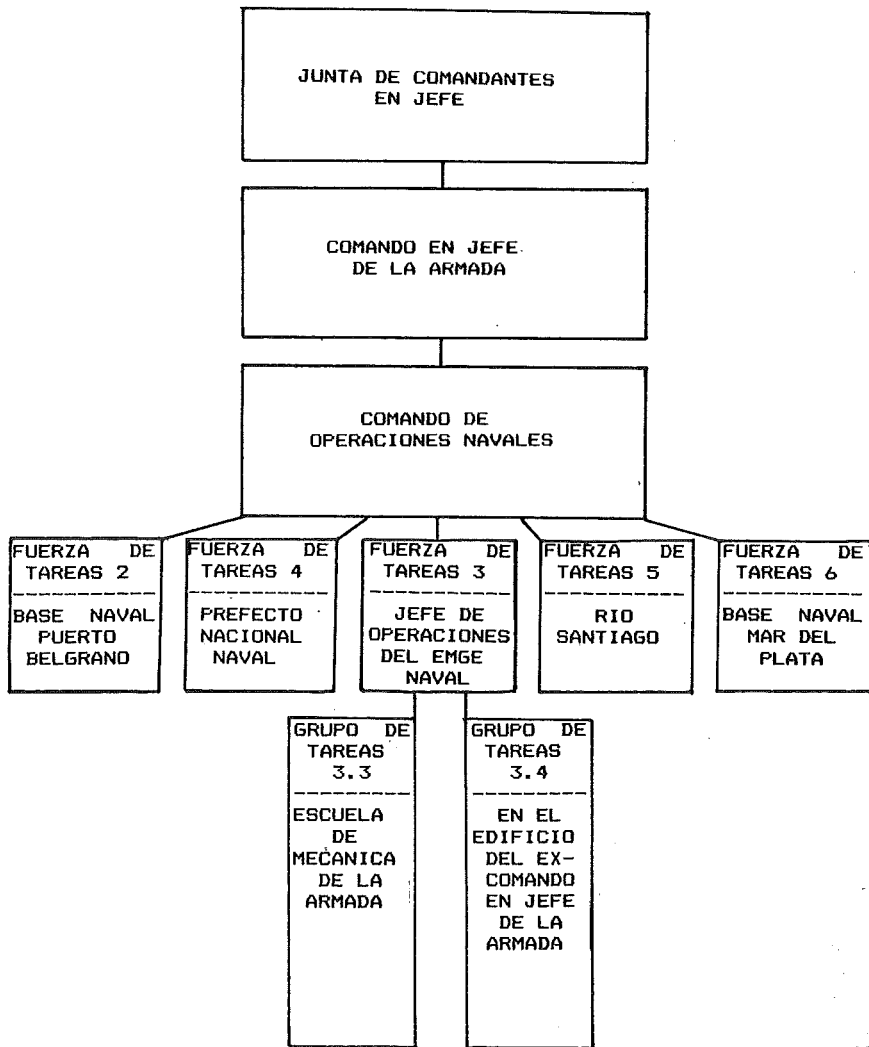 JUNTA DE COMANDANTES
EN JEFE
COMANDO EN JEFE
DE LA ARMADA
COMANDO DE
OPERACIONES NAVALES
FUERZA DE
TAREAS 2
BASE NAVAL
PUERTO
BELGRANO
FUERZA DE
TAREAS 4
PREFECTO
NACIONAL
NAVAL
FUERZA DE
TAREAS 3
JEFE DE
OPERACIONES
DEL EMGE
NAVAL
FUERZA DE
TAREAS 5
RIO
SANTIAGO
FUERZA DE
TAREAS 6
BASE NAVAL
MAR DEL
PLATA
GRUPO DE
TAREAS
3.3
ESCUELA
DE
MECANICA
DE LA
ARMADA
GRUPO DE
TAREAS
3.4
EN EL
EDIFICIO
DEL EX-
COMANDO
EN JEFE
DE LA
ARMADA